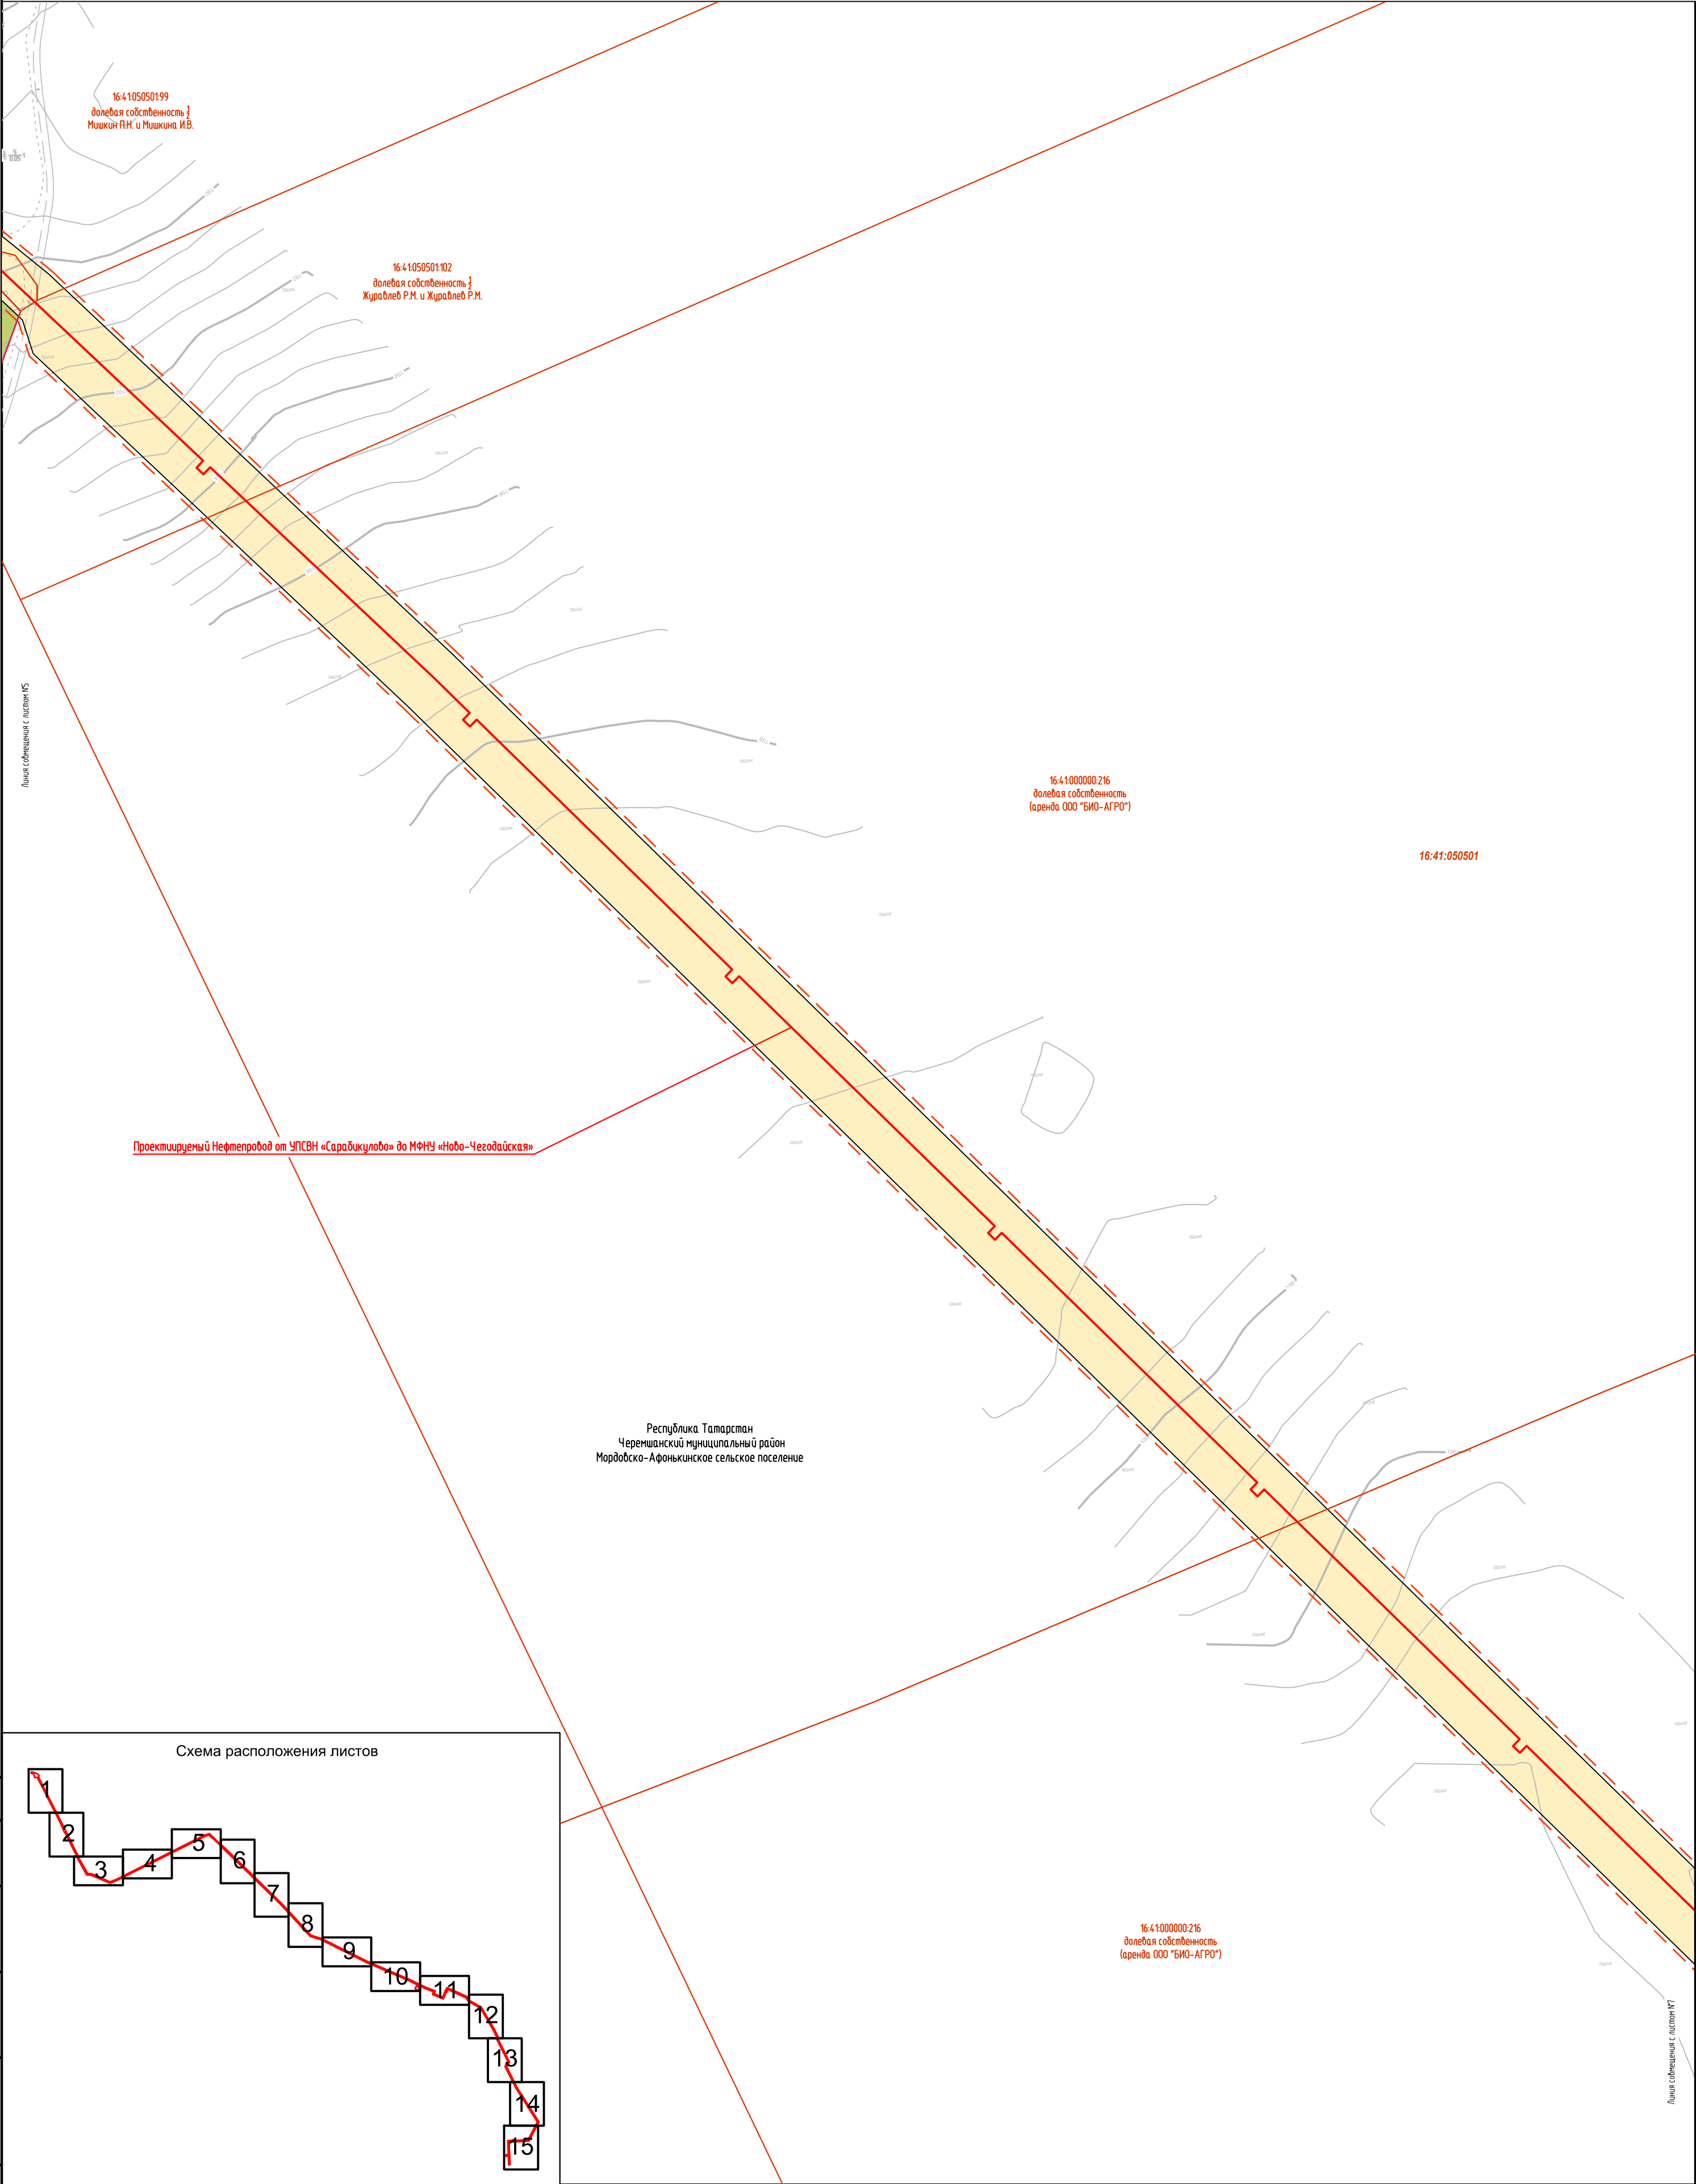 16:41:050501:99
долевая собственность 1/2
Мишкин П.Н. и Мишкина И.В.
16:41:050501:102
долевая собственность 1/2
Журавлев Р.М. и Журавлев Р.М.
Линия совмещения с листом №5
16:41:000000:216
долевая собственность
(аренда ООО "БИО-АГРО")
16:41:050501
Проектируемый Нефтепровод от УПСВН «Сарабикулово» до МФНУ «Ново-Чегодайская»
Республика Татарстан
Черемшанский муниципальный район
Мордовско-Афонькинское сельское поселение
16:41:000000:216
долевая собственность
(аренда ООО "БИО-АГРО")
Линия совмещения с листом №7
Схема расположения листов
1
2
3
4
5
6
7
8
9
10
11
12
13
14
15